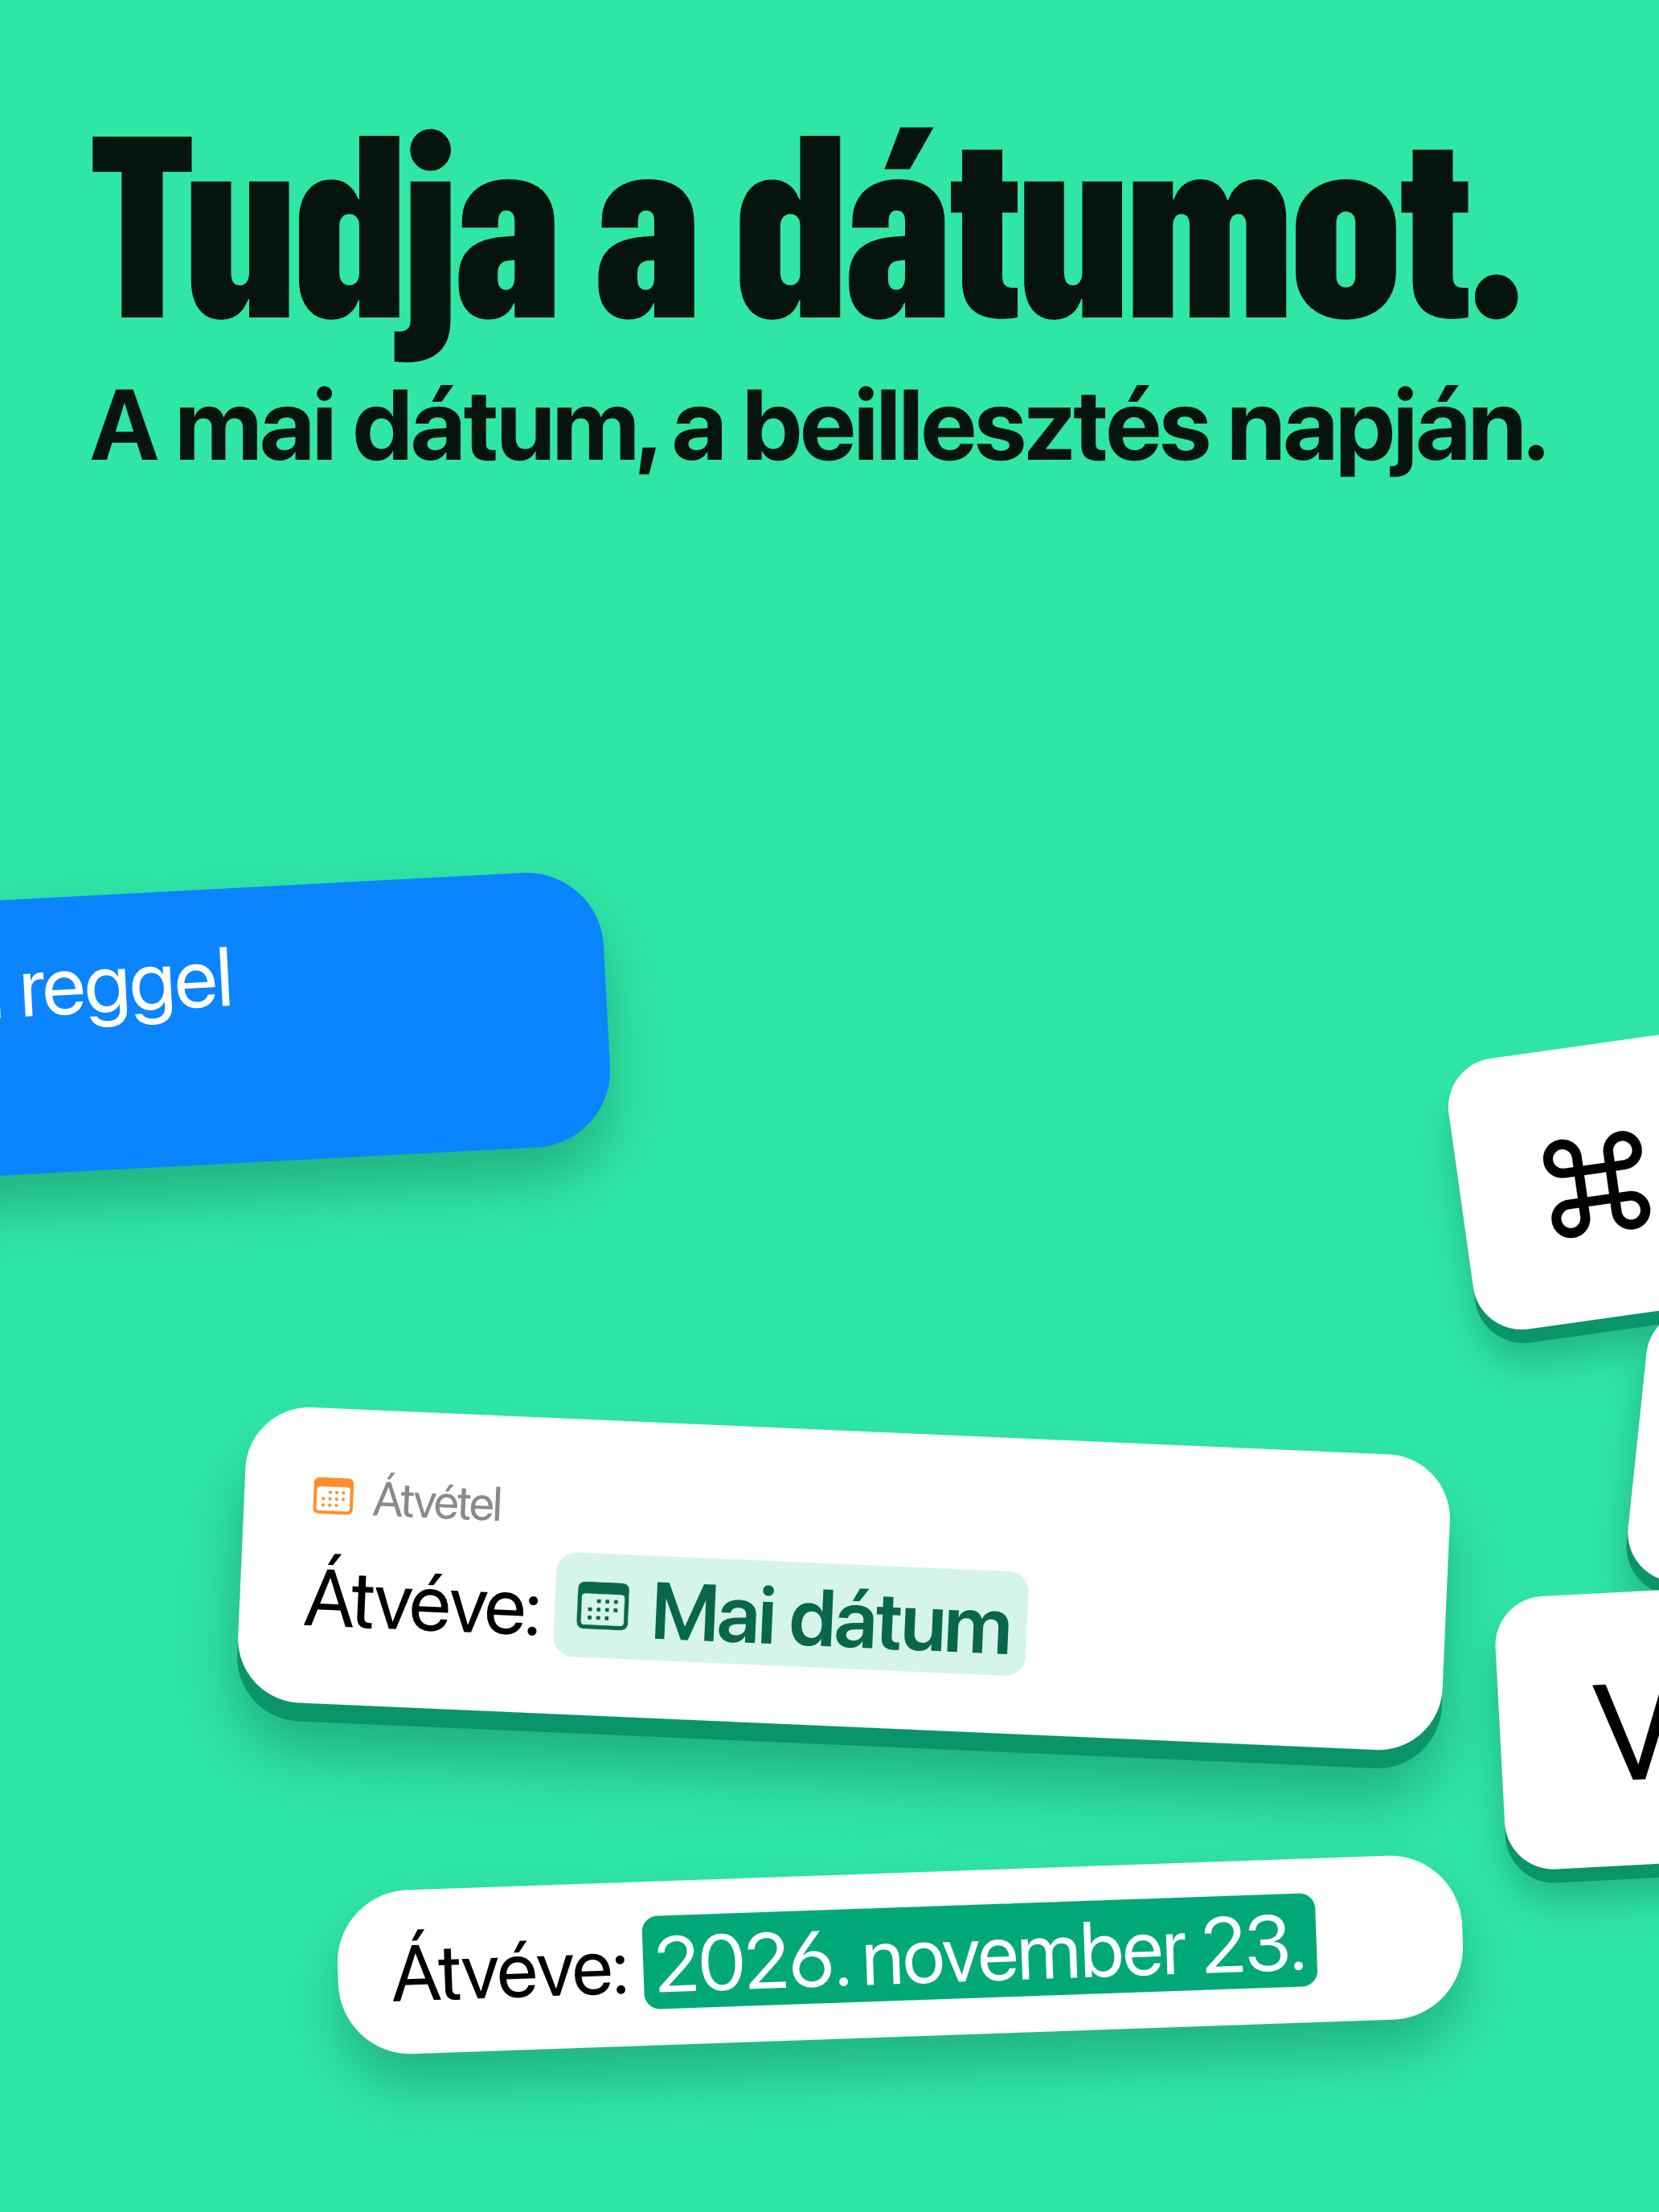 Tudja a dátumot.
A mai dátum, a beillesztés napján.
reggel
⌘
Átvétel
Átvéve: Mai dátum
V
Átvéve: 2026. november 23.